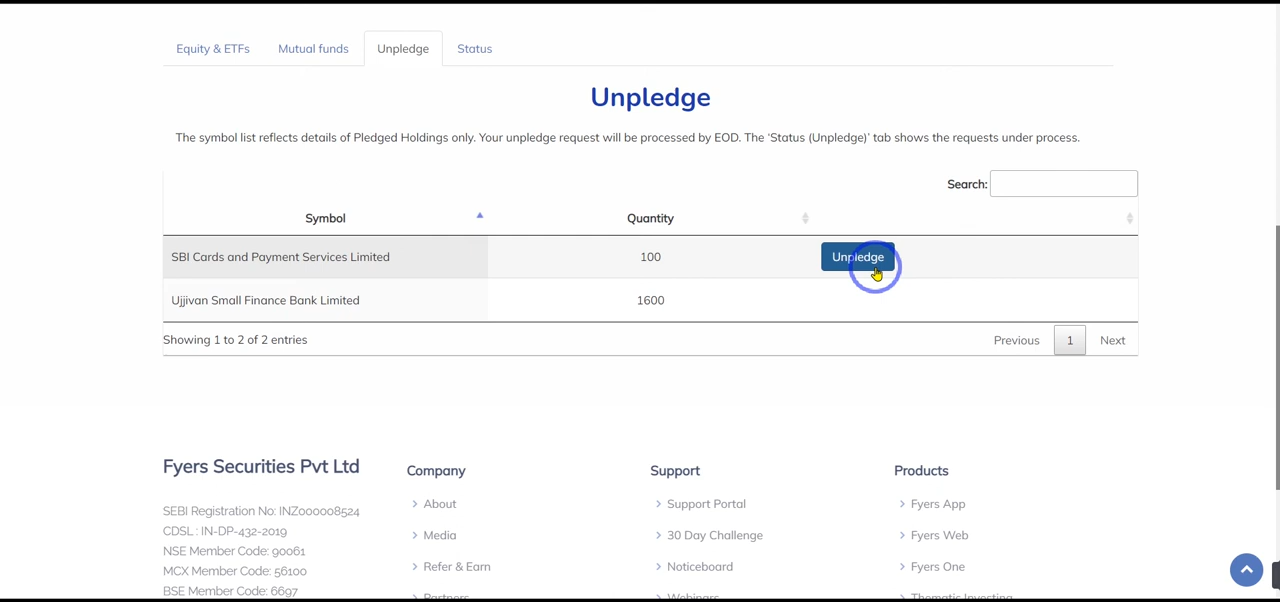 Equity & ETFs Mutual funds Unpledge Status
Unpledge
The symbol list reflects details of Pledged Holdings only. Your unpledge request will be processed by EOD. The ‘Status (Unpledge)’ tab shows the requests under process.
Search:
Symbol Quantity
SBI Cards and Payment Services Limited 100 Unpledge
Ujjivan Small Finance Bank Limited 1600
Showing 1 to 2 of 2 entries Previous 1 Next
Fyers Securities Pvt Ltd Company Support Products
SEBI Registration No: INZ000008524 About Support Portal Fyers App
CDSL : IN-DP-432-2019
NSE Member Code: 90061 Media 30 Day Challenge Fyers Web
MCX Member Code: 56100 Refer & Earn Noticeboard Fyers One
BSE Member Code: 6697 Partners Webinars Thematic Investing